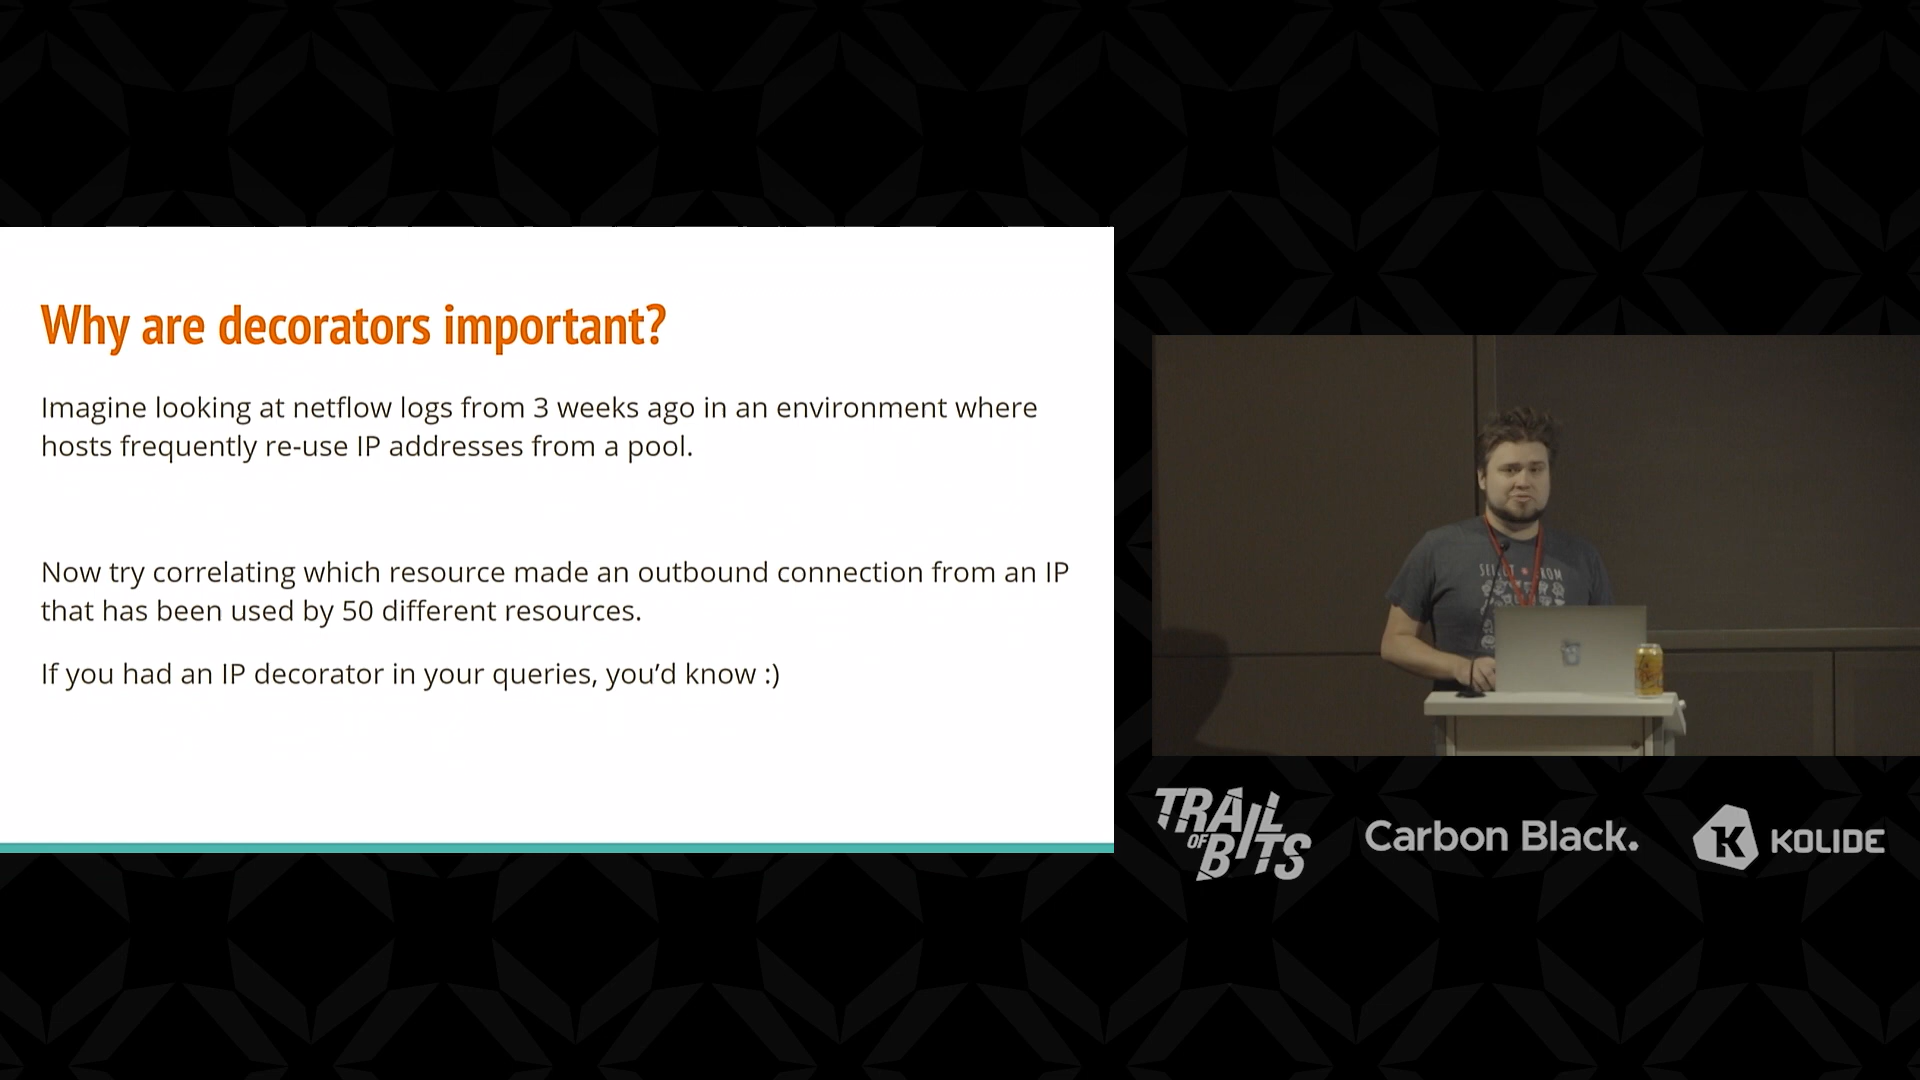 Why are decorators important?
Imagine looking at netflow logs from 3 weeks ago in an environment where
hosts frequently re-use IP addresses from a pool.
Now try correlating which resource made an outbound connection from an IP
that has been used by 50 different resources.
If you had an IP decorator in your queries, you’d know :)
SELECT * FROM
TRAIL
OF
BITS
Carbon Black.
K KOLIDE